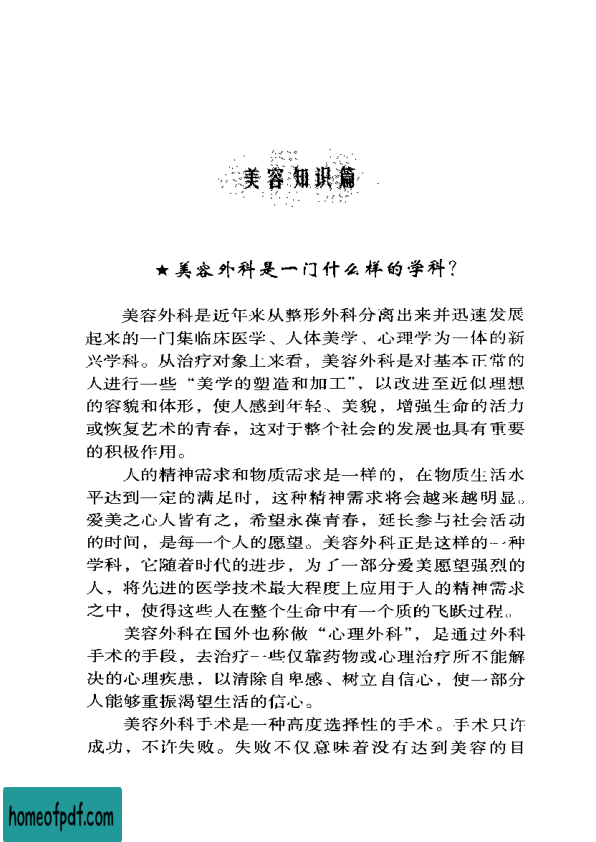 美容知识篇
★美容外科是一门什么样的学科?
美容外科是近年来从整形外科分离出来并迅速发展
起来的一门集临床医学、人体美学、心理学为一体的新
兴学科。从治疗对象上来看，美容外科是对基本正常的
人进行一些“美学的塑造和加工”，以改进至近似理想
的容貌和体形，使人感到年轻、美貌，增强生命的活力
或恢复艺术的青春，这对于整个社会的发展也具有重要
的积极作用。
人的精神需求和物质需求是一样的，在物质生活水
平达到一定的满足时，这种精神需求将会越来越明显。
爱美之心人皆有之，希望永葆青春，延长参与社会活动
的时间，是每一个人的愿望。美容外科正是这样的一种
学科，它随着时代的进步，为了一部分爱美愿望强烈的
人，将先进的医学技术最大程度上应用于人的精神需求
之中，使得这些人在整个生命中有一个质的飞跃过程。
美容外科在国外也称做“心理外科”，是通过外科
手术的手段，去治疗一些仅靠药物或心理治疗所不能解
决的心理疾患，以清除自卑感、树立自信心，使一部分
人能够重振渴望生活的信心。
美容外科手术是一种高度选择性的手术。手术只许
成功，不许失败。失败不仅意味着没有达到美容的目
homeofpdf.com